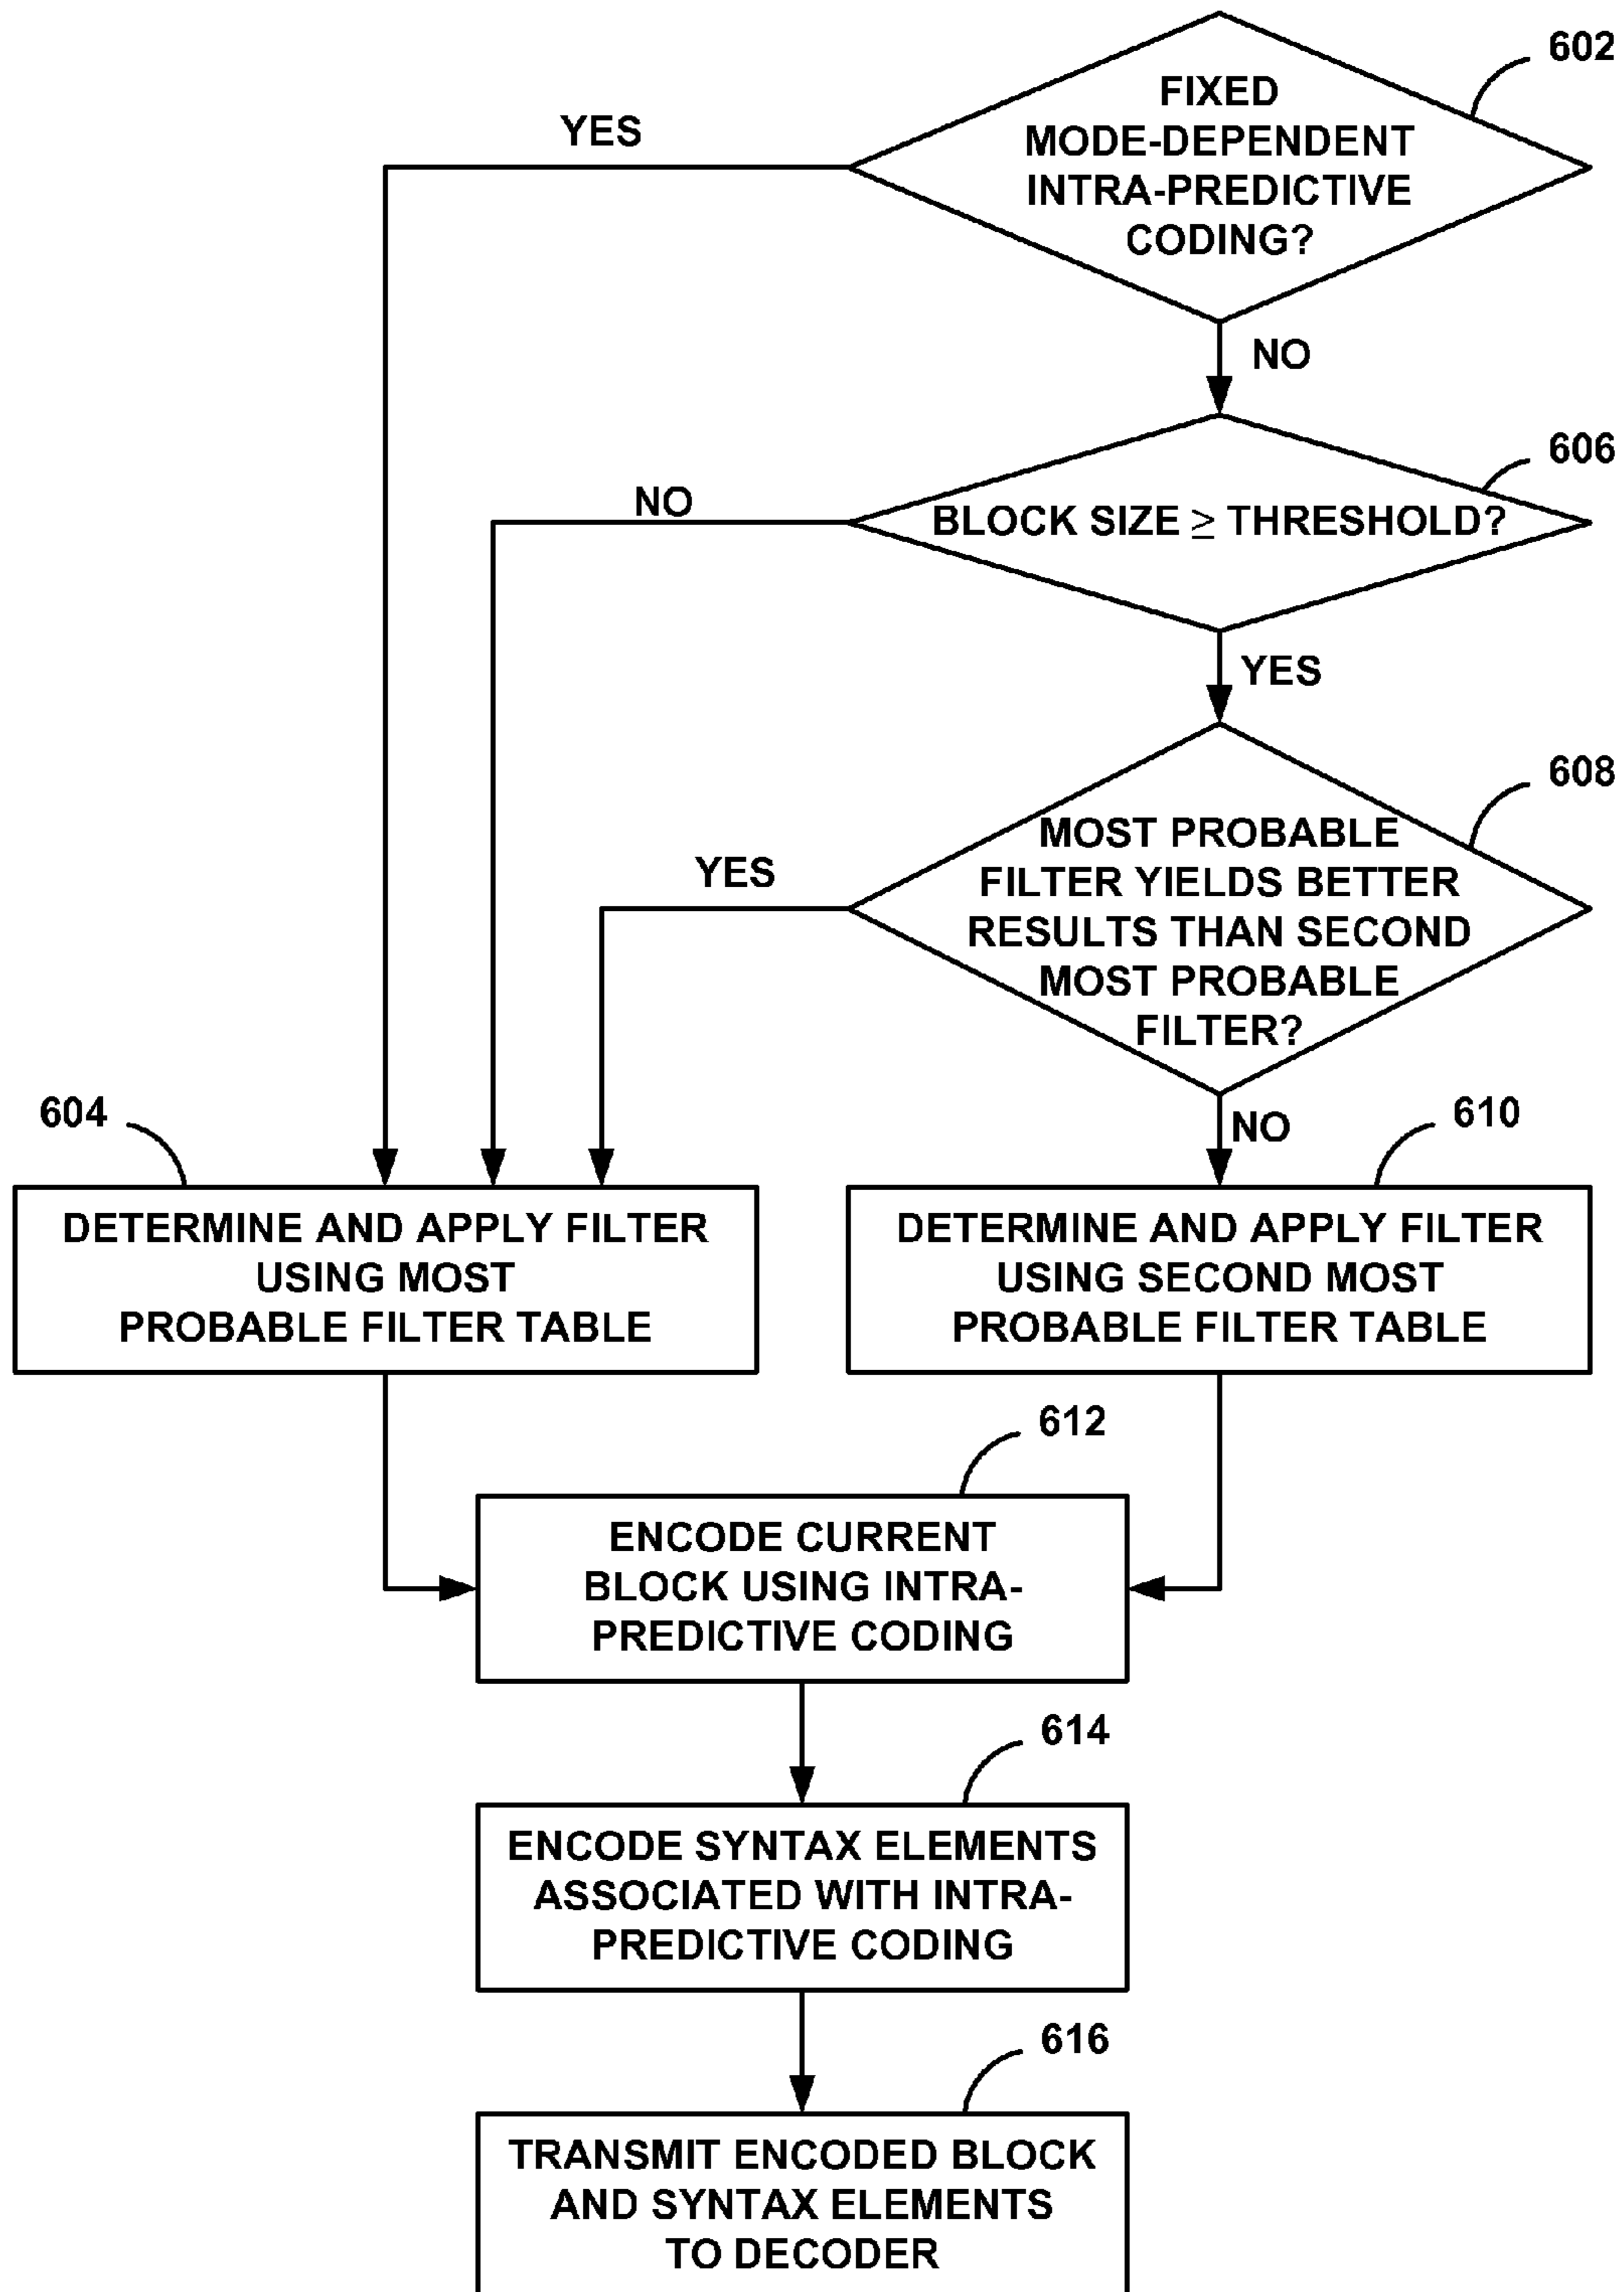 602
FIXED
MODE-DEPENDENT
INTRA-PREDICTIVE
CODING?
YES
NO
606
BLOCK SIZE ≥ THRESHOLD?
NO
YES
608
MOST PROBABLE
FILTER YIELDS BETTER
RESULTS THAN SECOND
MOST PROBABLE
FILTER?
YES
NO
604
DETERMINE AND APPLY FILTER
USING MOST
PROBABLE FILTER TABLE
610
DETERMINE AND APPLY FILTER
USING SECOND MOST
PROBABLE FILTER TABLE
612
ENCODE CURRENT
BLOCK USING INTRA-
PREDICTIVE CODING
614
ENCODE SYNTAX ELEMENTS
ASSOCIATED WITH INTRA-
PREDICTIVE CODING
616
TRANSMIT ENCODED BLOCK
AND SYNTAX ELEMENTS
TO DECODER